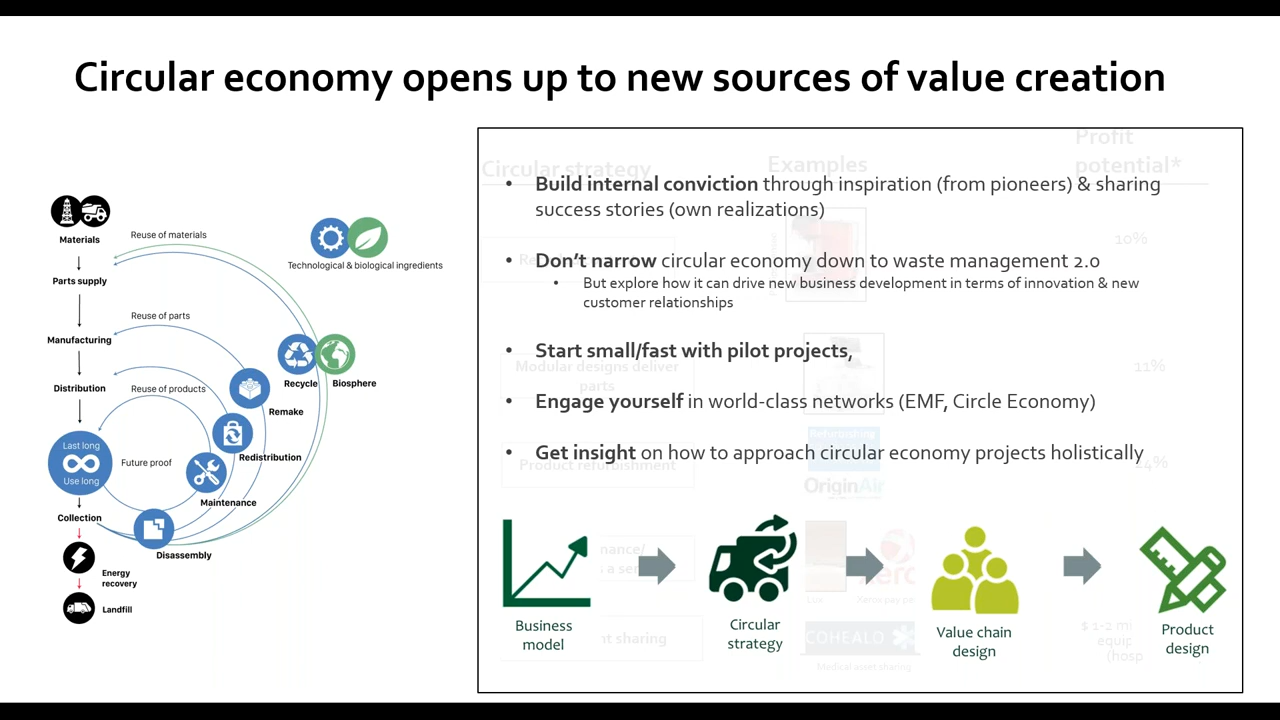 Circular economy opens up to new sources of value creation
Materials
Parts supply
Manufacturing
Distribution
Last long
Use long
Collection
Energy
recovery
Landfill
Reuse of materials
Reuse of parts
Reuse of products
Future proof
Technological & biological ingredients
Recycle
Biosphere
Remake
Redistribution
Maintenance
Disassembly
Circular strategy
Examples
Profit
potential*
• Build internal conviction through inspiration (from pioneers) & sharing
success stories (own realizations)
10%
• Don't narrow circular economy down to waste management 2.0
• But explore how it can drive new business development in terms of innovation & new
customer relationships
• Start small/fast with pilot projects,
Modular designs deliver
parts
11%
• Engage yourself in world-class networks (EMF, Circle Economy)
• Get insight on how to approach circular economy projects holistically
Product refurbishment
OriginAir
Business
model
Circular
strategy
Value chain
design
Product
design
sharing
COHEALO
Medical asset sharing